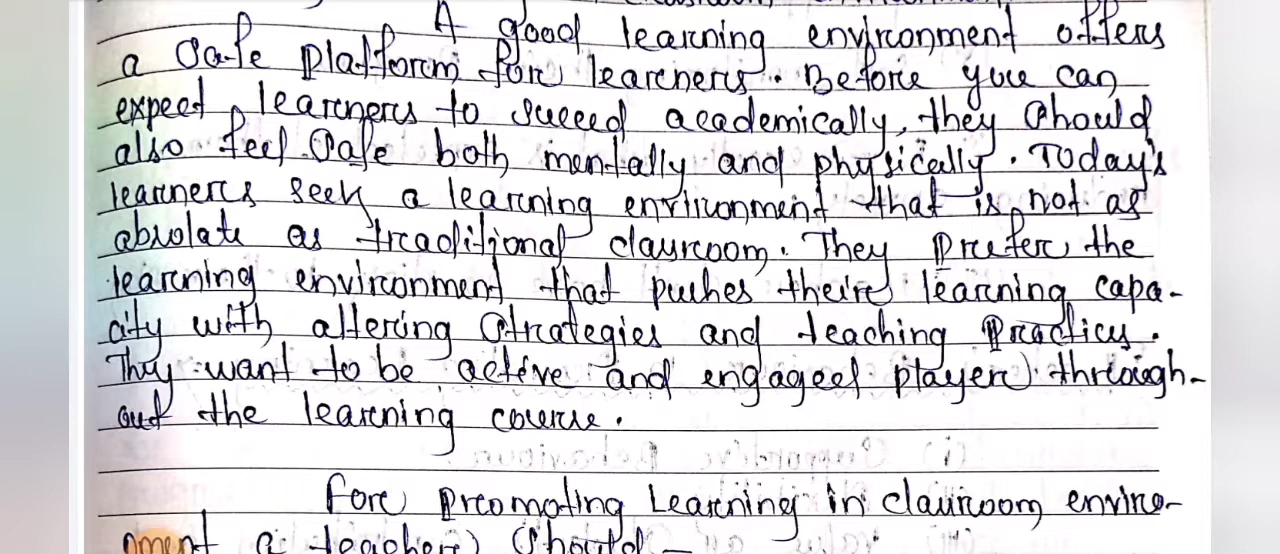 A good learning environment offers
a safe platform for learners. Before you can
expect learners to succeed academically, they should
also feel safe both mentally and physically. Today's
learners seek a learning environment that is not as
absolate as traditional classroom. They prefer the
learning environment that pushes their learning capa-
city with altering strategies and teaching practices.
They want to be active and engaged player through-
out the learning course.
For promoting Learning in classroom enviro-
nment a teacher should -